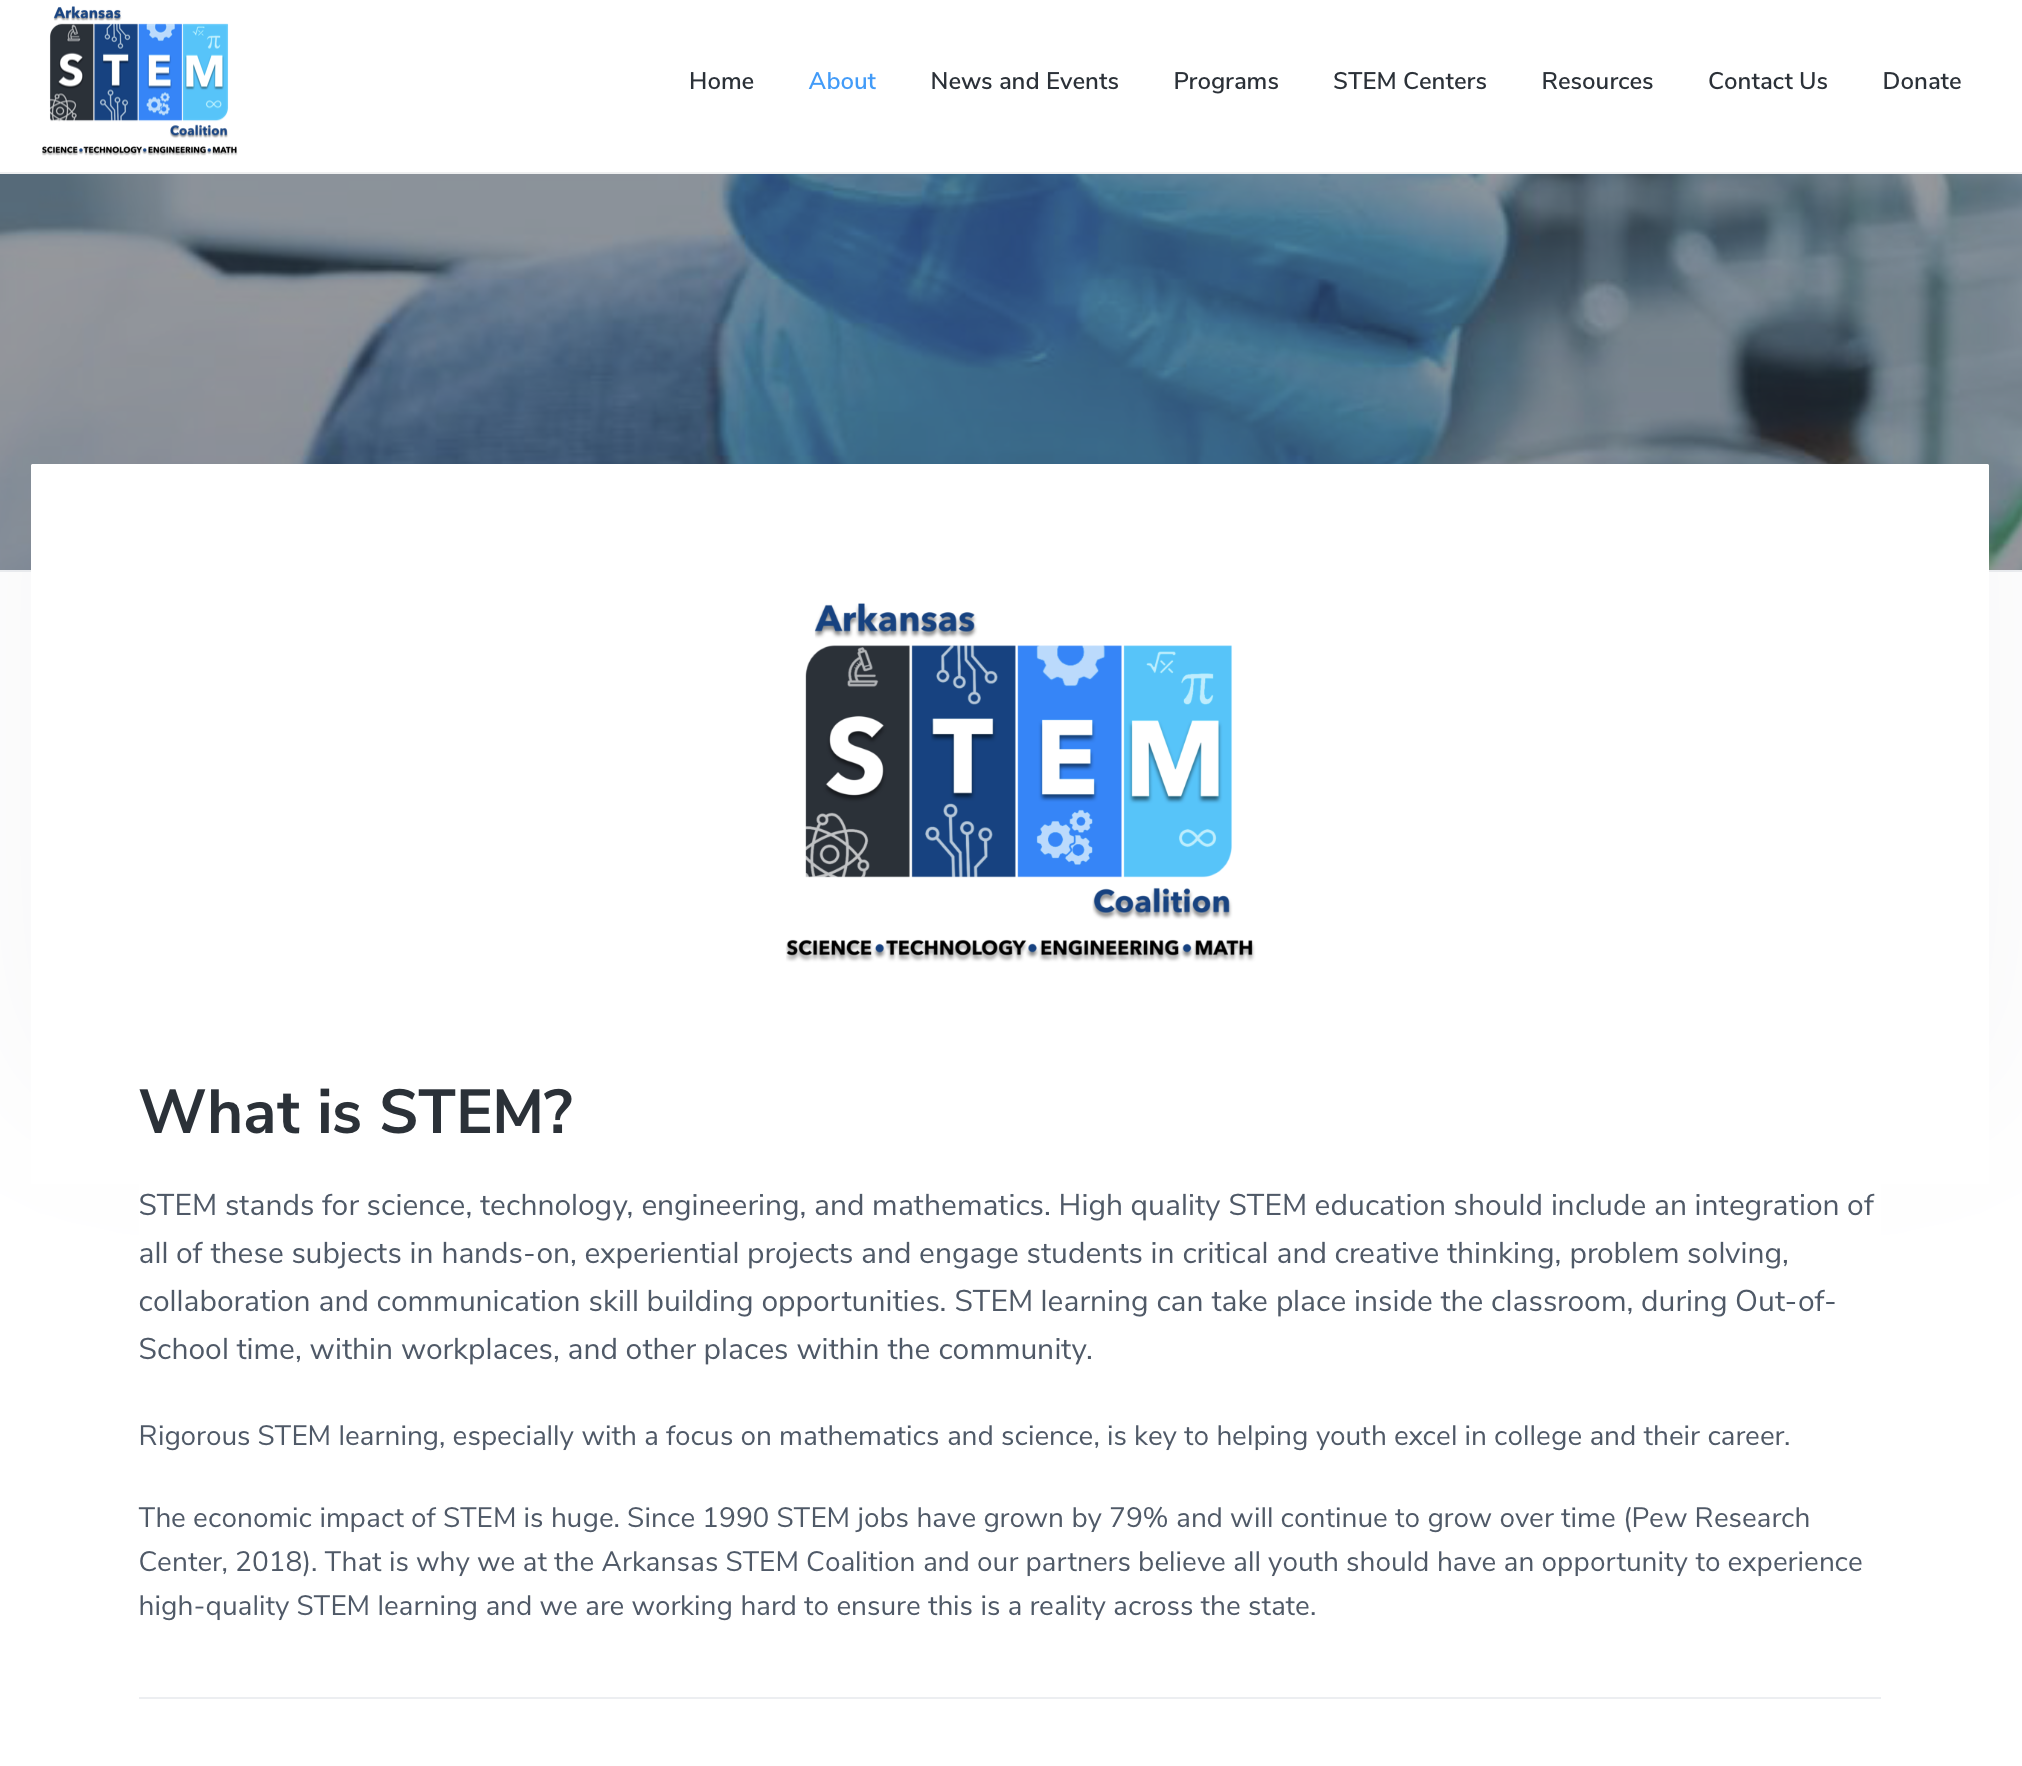 Arkansas
S T E M
√x π
∞
Coalition
SCIENCE•TECHNOLOGY•ENGINEERING•MATH
Home About News and Events Programs STEM Centers Resources Contact Us Donate
Arkansas
√x π
S T E M
∞
Coalition
SCIENCE•TECHNOLOGY•ENGINEERING•MATH
What is STEM?
STEM stands for science, technology, engineering, and mathematics. High quality STEM education should include an integration of
all of these subjects in hands-on, experiential projects and engage students in critical and creative thinking, problem solving,
collaboration and communication skill building opportunities. STEM learning can take place inside the classroom, during Out-of-
School time, within workplaces, and other places within the community.
Rigorous STEM learning, especially with a focus on mathematics and science, is key to helping youth excel in college and their career.
The economic impact of STEM is huge. Since 1990 STEM jobs have grown by 79% and will continue to grow over time (Pew Research
Center, 2018). That is why we at the Arkansas STEM Coalition and our partners believe all youth should have an opportunity to experience
high-quality STEM learning and we are working hard to ensure this is a reality across the state.